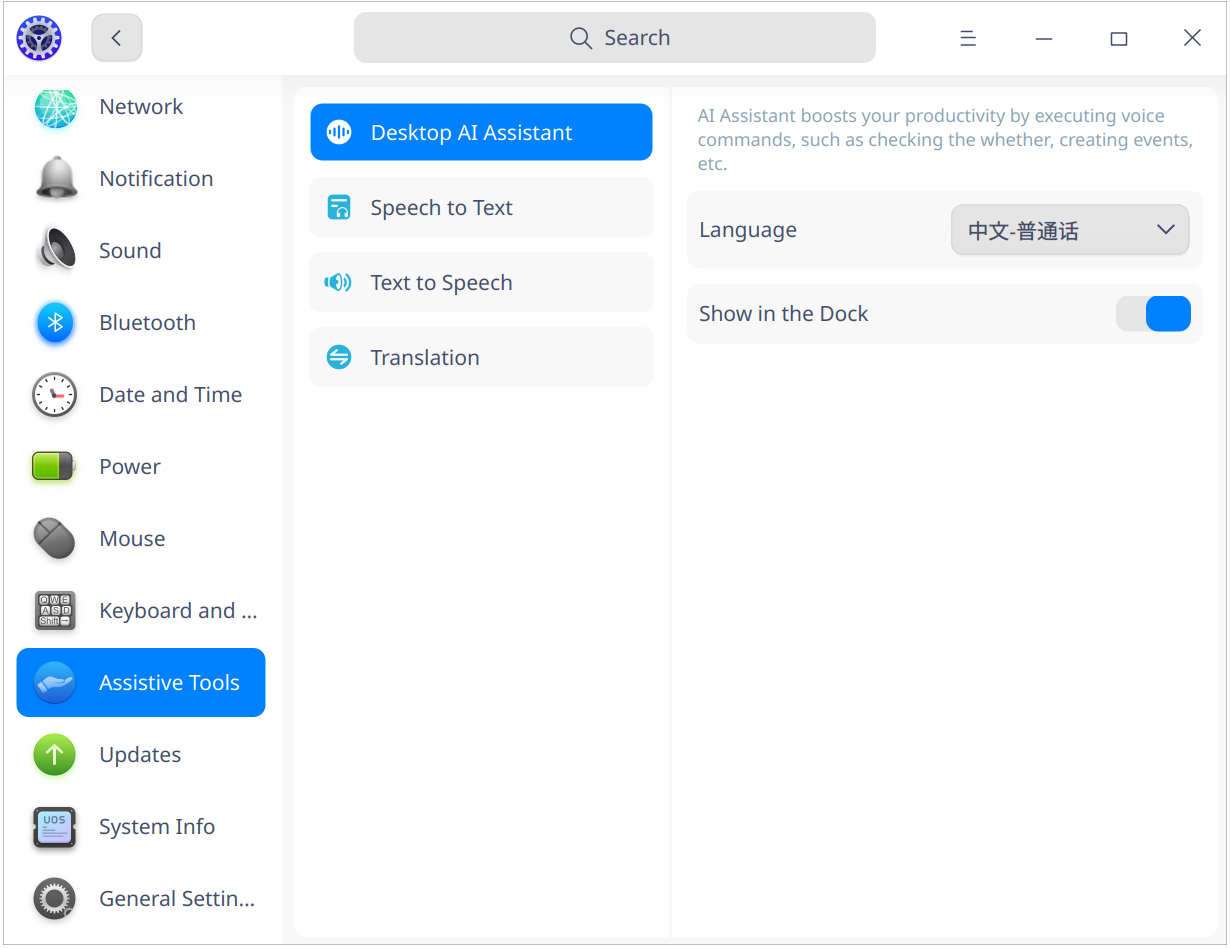 Search
Network
Notification
Sound
Bluetooth
Date and Time
Power
Mouse
Keyboard and ...
Assistive Tools
Updates
UOS
System Info
General Settin...
Desktop AI Assistant
Speech to Text
Text to Speech
Translation
AI Assistant boosts your productivity by executing voice
commands, such as checking the whether, creating events,
etc.
Language
中文-普通话
Show in the Dock